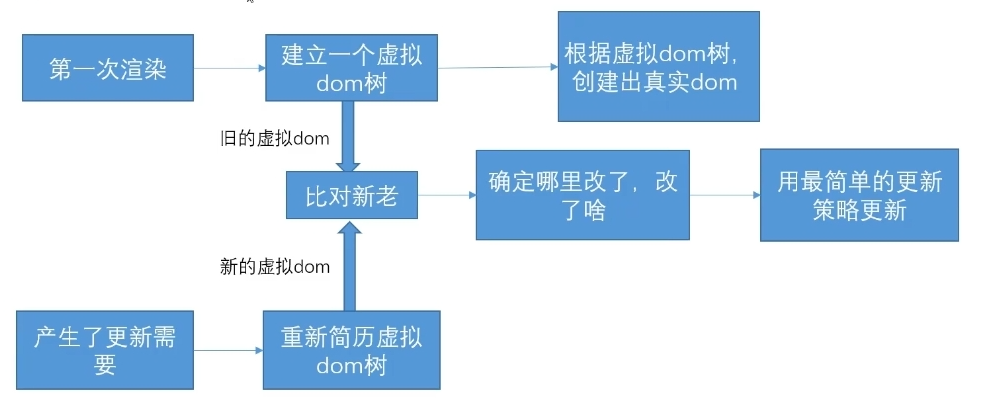 第一次渲染
建立一个虚拟
dom树
根据虚拟dom树,
创建出真实dom
旧的虚拟dom
比对新老
确定哪里改了，改
了啥
用最简单的更新
策略更新
新的虚拟dom
产生了更新需
要
重新简历虚拟
dom树